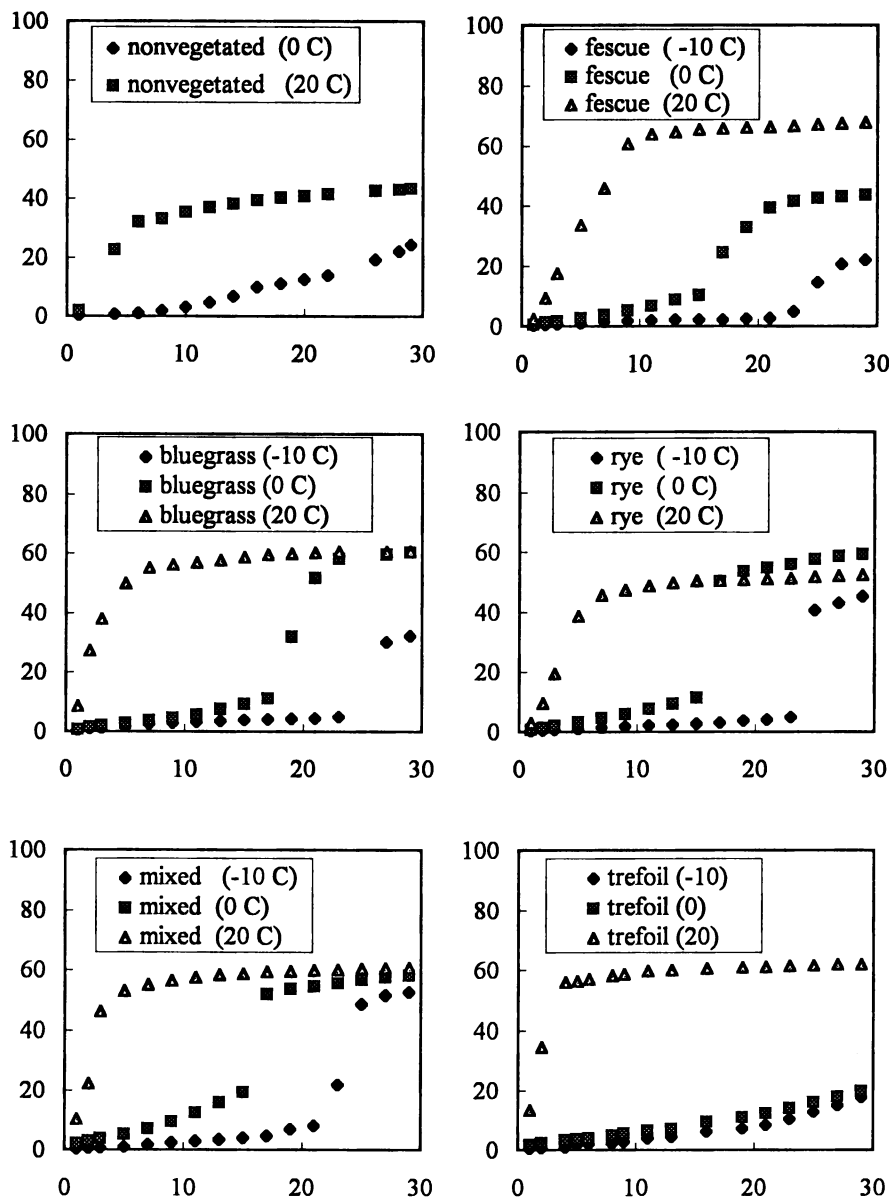 100
80
60
40
20
0
0 10 20 30
nonvegetated (0 C)
nonvegetated (20 C)
100
80
60
40
20
0
0 10 20 30
fescue ( -10 C)
fescue (0 C)
fescue (20 C)
100
80
60
40
20
0
0 10 20 30
bluegrass (-10 C)
bluegrass (0 C)
bluegrass (20 C)
100
80
60
40
20
0
0 10 20 30
rye ( -10 C)
rye ( 0 C)
rye (20 C)
100
80
60
40
20
0
0 10 20 30
mixed (-10 C)
mixed (0 C)
mixed (20 C)
100
80
60
40
20
0
0 10 20 30
trefoil (-10)
trefoil (0)
trefoil (20)